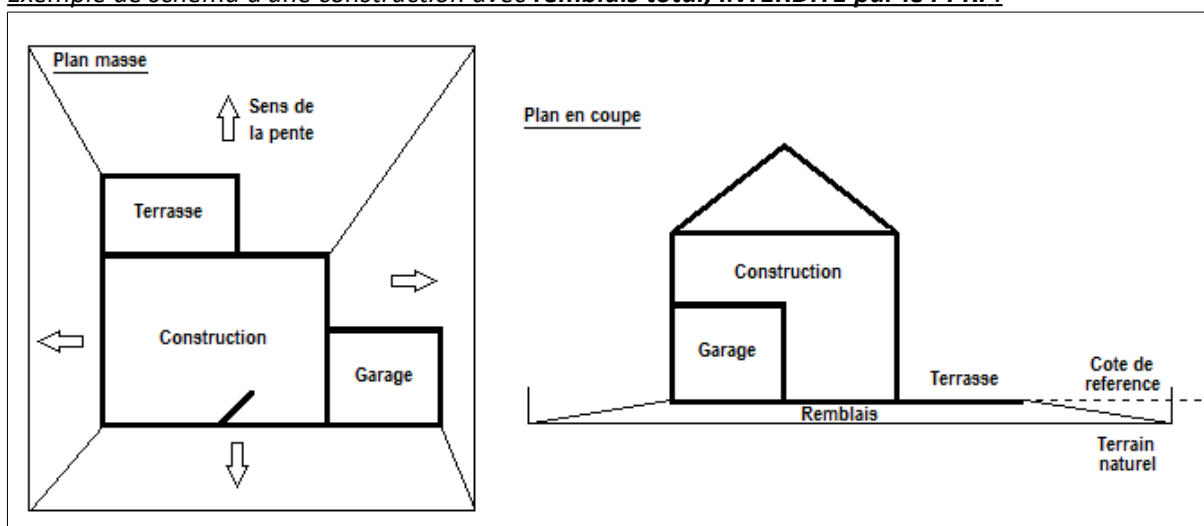 Exemple de schéma d'une construction avec remblais total, INTERDITE par le PPRI :
Plan masse
Sens de
la pente
Terrasse
Construction
Garage
Plan en coupe
Construction
Garage
Terrasse
Cote de
reference
Remblais
Terrain
naturel